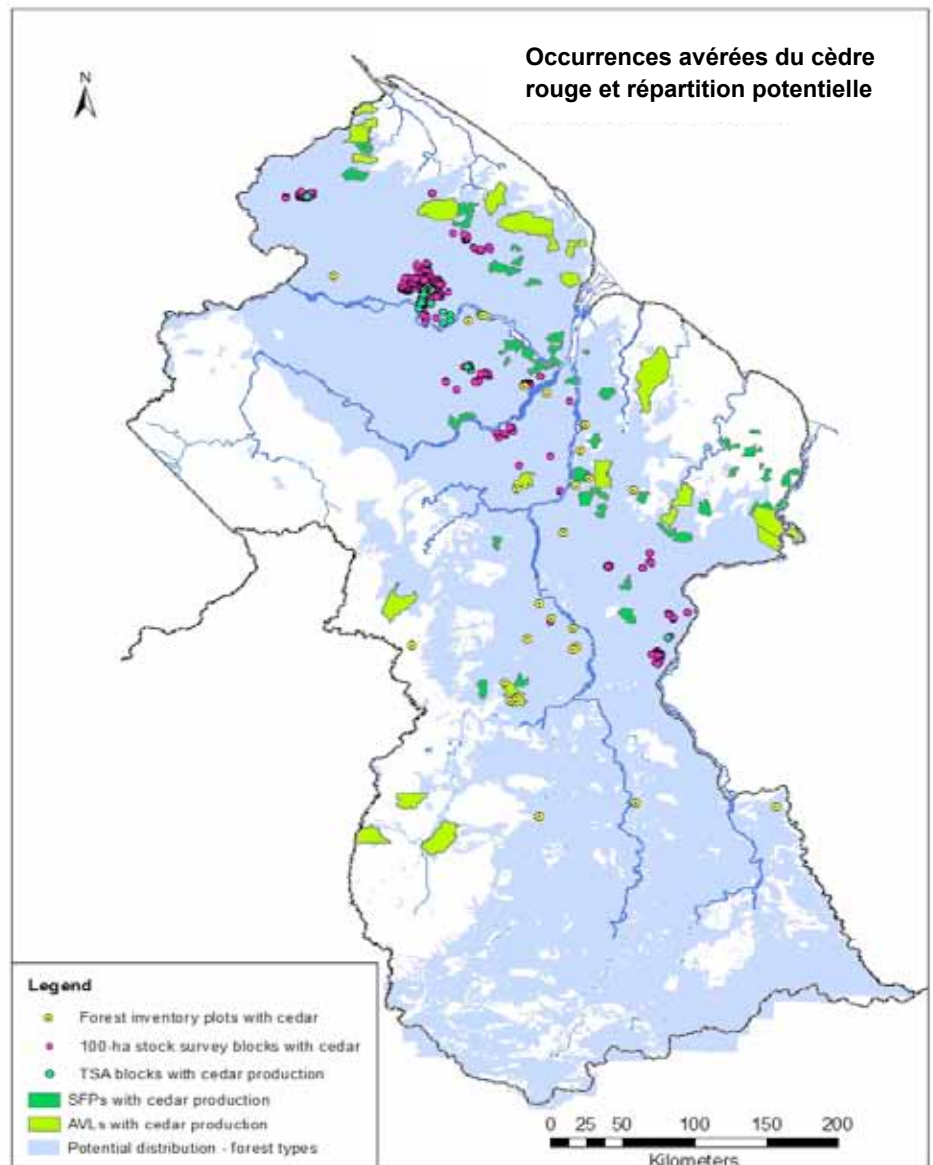 Occurrences avérées du cèdre
rouge et répartition potentielle
N
Legend
Forest inventory plots with cedar
100-ha stock survey blocks with cedar
TSA blocks with cedar production
SFPs with cedar production
AVLs with cedar production
Potential distribution - forest types
0 25 50 100 150 200
Kilometers